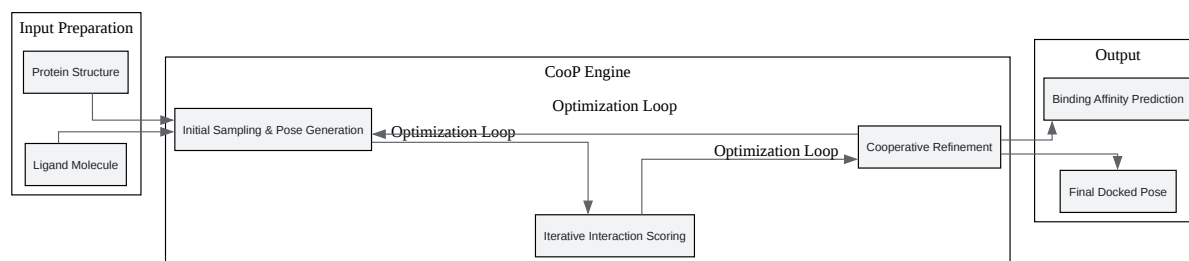 Input Preparation
Protein Structure
Ligand Molecule
CooP Engine
Optimization Loop
Initial Sampling & Pose Generation
Optimization Loop
Optimization Loop
Cooperative Refinement
Iterative Interaction Scoring
Output
Binding Affinity Prediction
Final Docked Pose